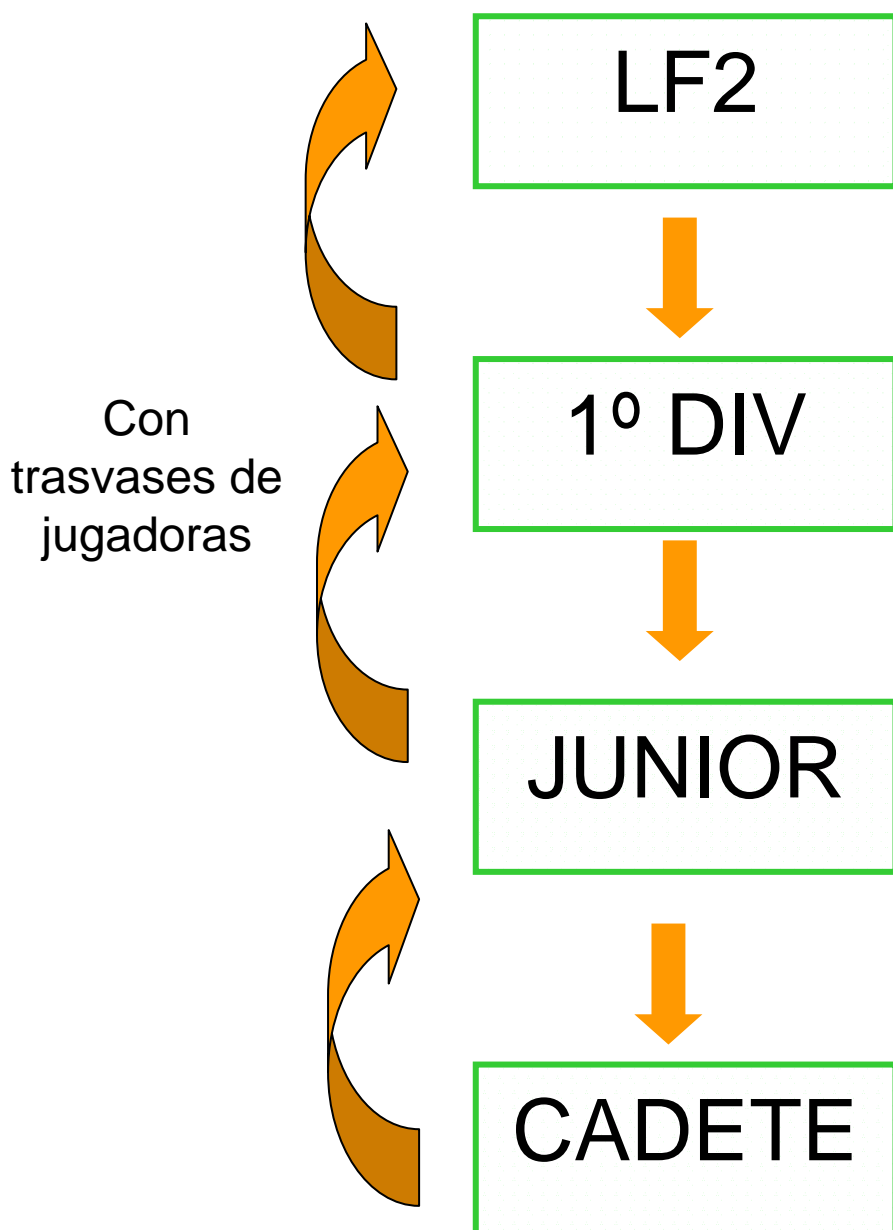 LF2
1º DIV
Con
trasvases de
jugadoras
JUNIOR
CADETE